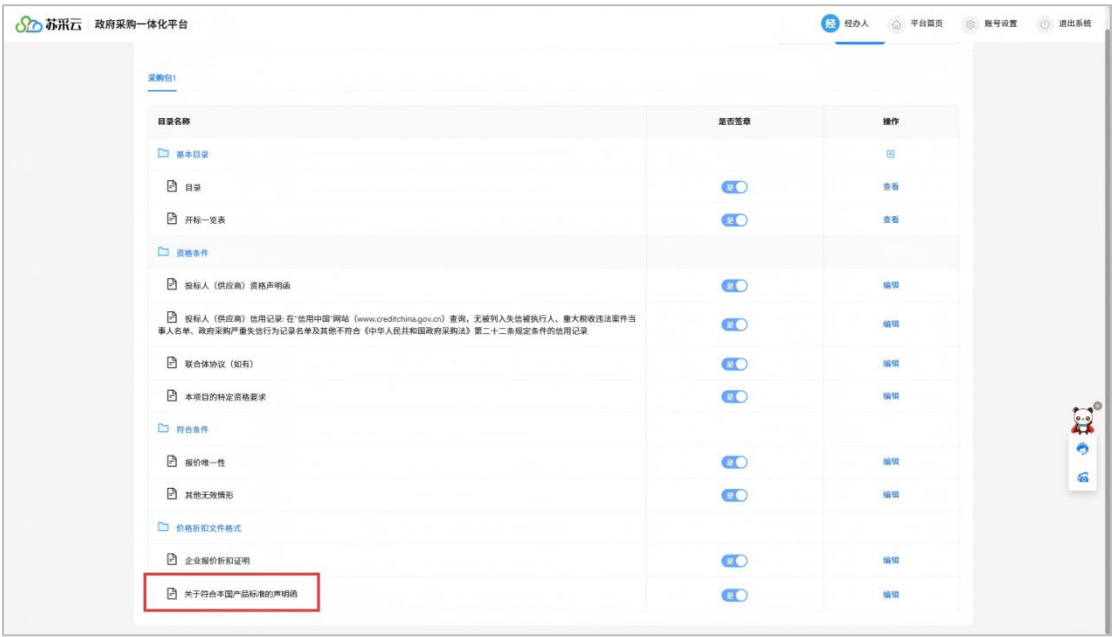 苏采云 政府采购一体化平台 经 经办人 平台首页 账号设置 退出系统
采购包1
目录名称 是否签章 操作
基本目录
目录 是 查看
开标一览表 是 查看
资格条件
投标人（供应商）资格声明函 是 编辑
投标人（供应商）信用记录: 在"信用中国"网站（www.creditchina.gov.cn）查询，无被列入失信被执行人、重大税收违法案件当
事人名单、政府采购严重失信行为记录名单及其他不符合《中华人民共和国政府采购法》第二十二条规定条件的信用记录 是 编辑
联合体协议（如有） 是 编辑
本项目的特定资格要求 是 编辑
符合条件
报价唯一性 是 编辑
其他无效情形 是 编辑
价格折扣文件格式
企业报价折扣证明 是 编辑
关于符合本国产品标准的声明函 是 编辑